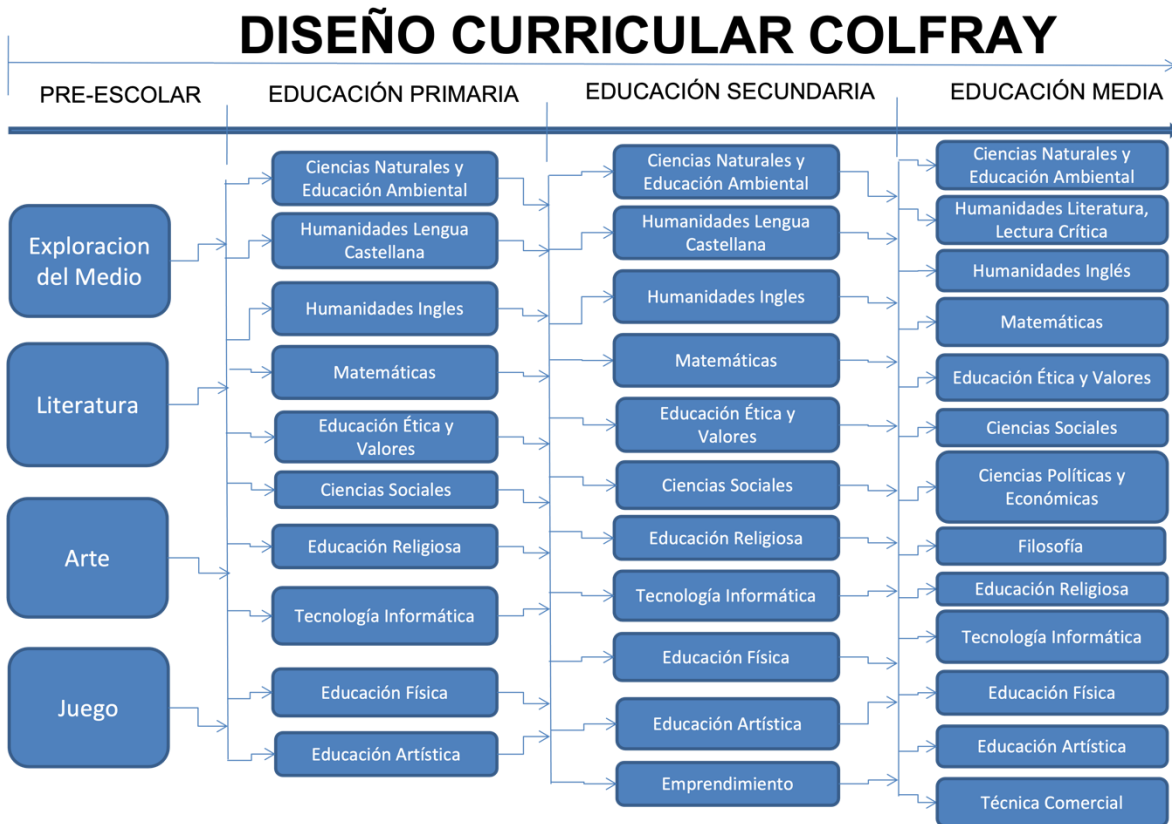 DISEÑO CURRICULAR COLFRAY
PRE-ESCOLAR
EDUCACIÓN PRIMARIA
EDUCACIÓN SECUNDARIA
EDUCACIÓN MEDIA
Exploracion
del Medio
Literatura
Arte
Juego
Ciencias Naturales y
Educación Ambiental
Humanidades Lengua
Castellana
Humanidades Ingles
Matemáticas
Educación Ética y
Valores
Ciencias Sociales
Educación Religiosa
Tecnología Informática
Educación Física
Educación Artística
Ciencias Naturales y
Educación Ambiental
Humanidades Lengua
Castellana
Humanidades Ingles
Matemáticas
Educación Ética y
Valores
Ciencias Sociales
Educación Religiosa
Tecnología Informática
Educación Física
Educación Artística
Emprendimiento
Ciencias Naturales y
Educación Ambiental
Humanidades Literatura,
Lectura Crítica
Humanidades Inglés
Matemáticas
Educación Ética y Valores
Ciencias Sociales
Ciencias Políticas y
Económicas
Filosofía
Educación Religiosa
Tecnología Informática
Educación Física
Educación Artística
Técnica Comercial